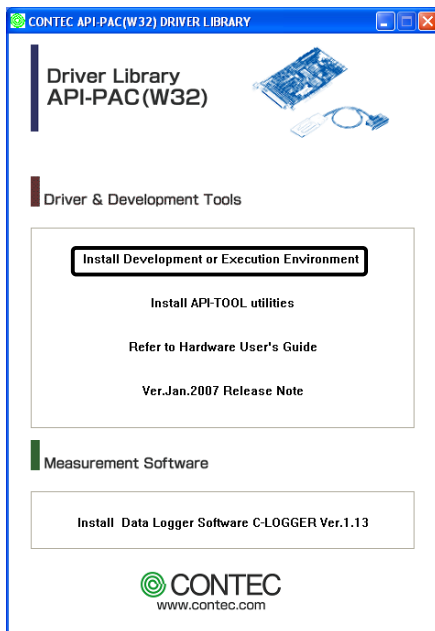 CONTEC API-PAC(W32) DRIVER LIBRARY
Driver Library
API-PAC(W32)
Driver & Development Tools
Install Development or Execution Environment
Install API-TOOL utilities
Refer to Hardware User's Guide
Ver.Jan.2007 Release Note
Measurement Software
Install Data Logger Software C-LOGGER Ver.1.13
CONTEC
www.contec.com